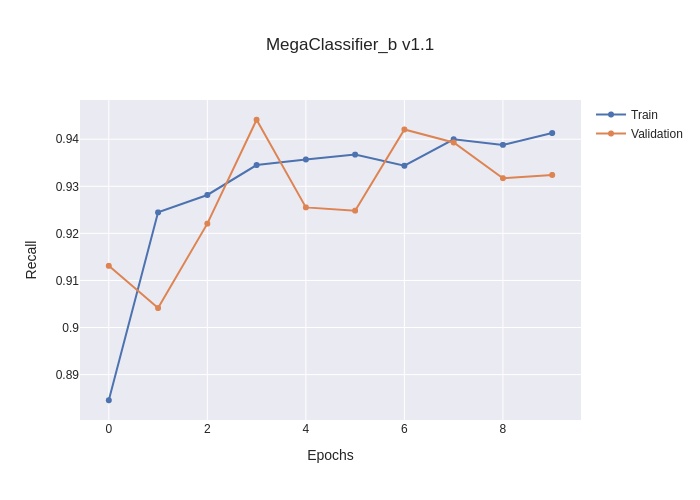 MegaClassifier_b v1.1
Train
Validation
0.94
0.93
0.92
0.91
0.9
0.89
Recall
0 2 4 6 8
Epochs